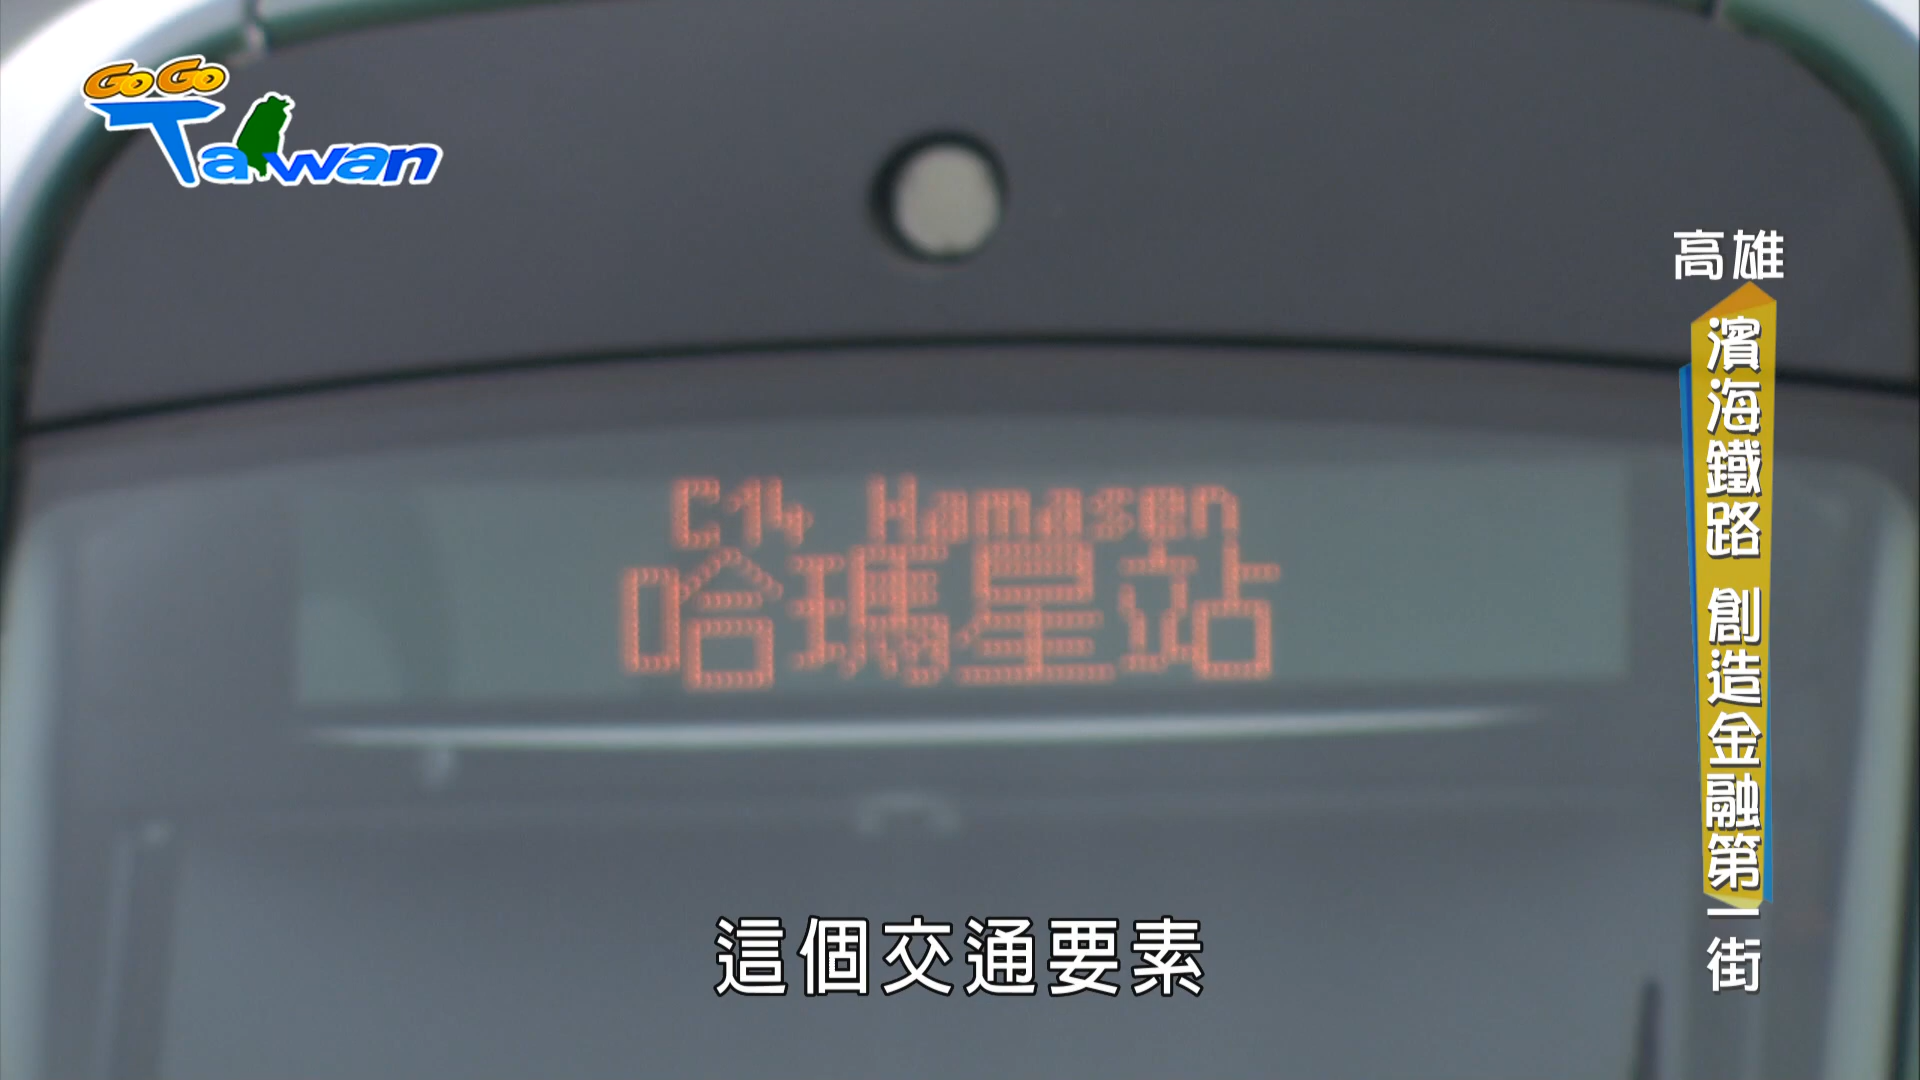 GoGo
Taiwan
高雄
濱海鐵路 創造金融第一街
C14 Hamasen
哈瑪星站
這個交通要素